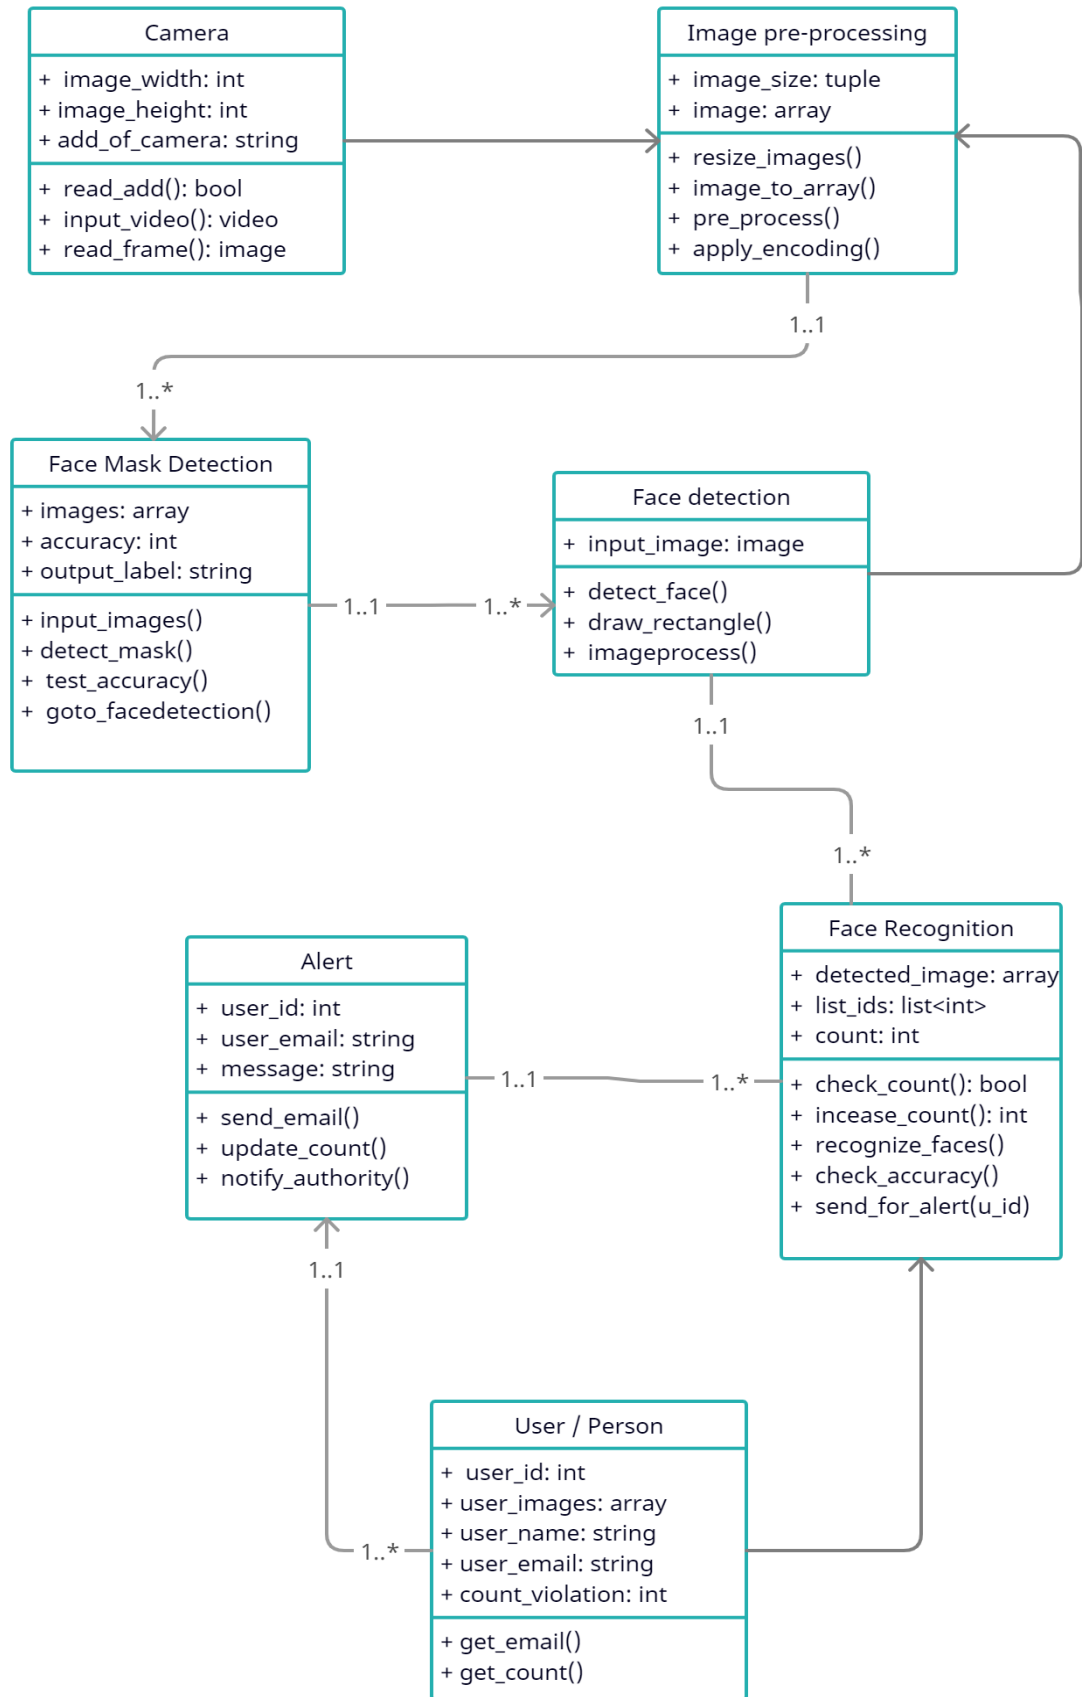 Camera
+ image_width: int
+ image_height: int
+ add_of_camera: string
+ read_add(): bool
+ input_video(): video
+ read_frame(): image
Image pre-processing
+ image_size: tuple
+ image: array
+ resize_images()
+ image_to_array()
+ pre_process()
+ apply_encoding()
1..1
1..*
Face Mask Detection
+ images: array
+ accuracy: int
+ output_label: string
+ input_images()
+ detect_mask()
+ test_accuracy()
+ goto_facedetection()
1..1
1..*
Face detection
+ input_image: image
+ detect_face()
+ draw_rectangle()
+ imageprocess()
1..1
1..*
Face Recognition
+ detected_image: array
+ list_ids: list<int>
+ count: int
+ check_count(): bool
+ incease_count(): int
+ recognize_faces()
+ check_accuracy()
+ send_for_alert(u_id)
Alert
+ user_id: int
+ user_email: string
+ message: string
+ send_email()
+ update_count()
+ notify_authority()
1..1
1..*
1..1
1..*
User / Person
+ user_id: int
+ user_images: array
+ user_name: string
+ user_email: string
+ count_violation: int
+ get_email()
+ get_count()